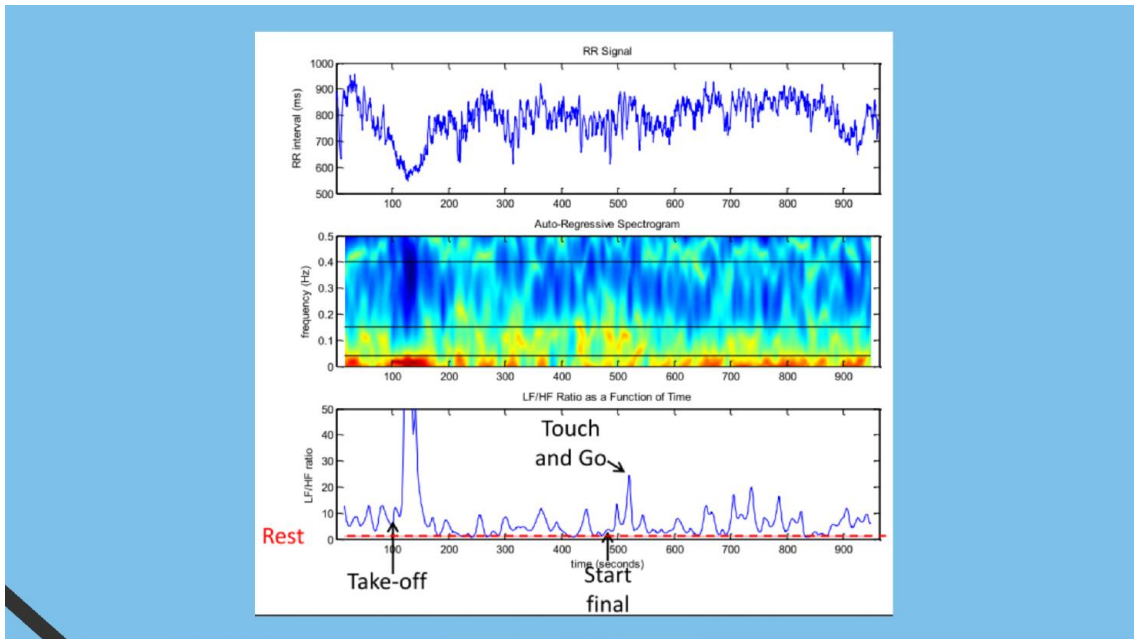 RR Signal
1000
900
800
700
600
500
RR interval (ms)
100 200 300 400 500 600 700 800 900
Auto-Regressive Spectrogram
0.5
0.4
0.3
0.2
0.1
0
frequency (Hz)
100 200 300 400 500 600 700 800 900
LF/HF Ratio as a Function of Time
50
40
30
20
10
0
LF/HF ratio
Touch
and Go
Rest
100 200 300 400 500 600 700 800 900
time (seconds)
Take-off
Start
final